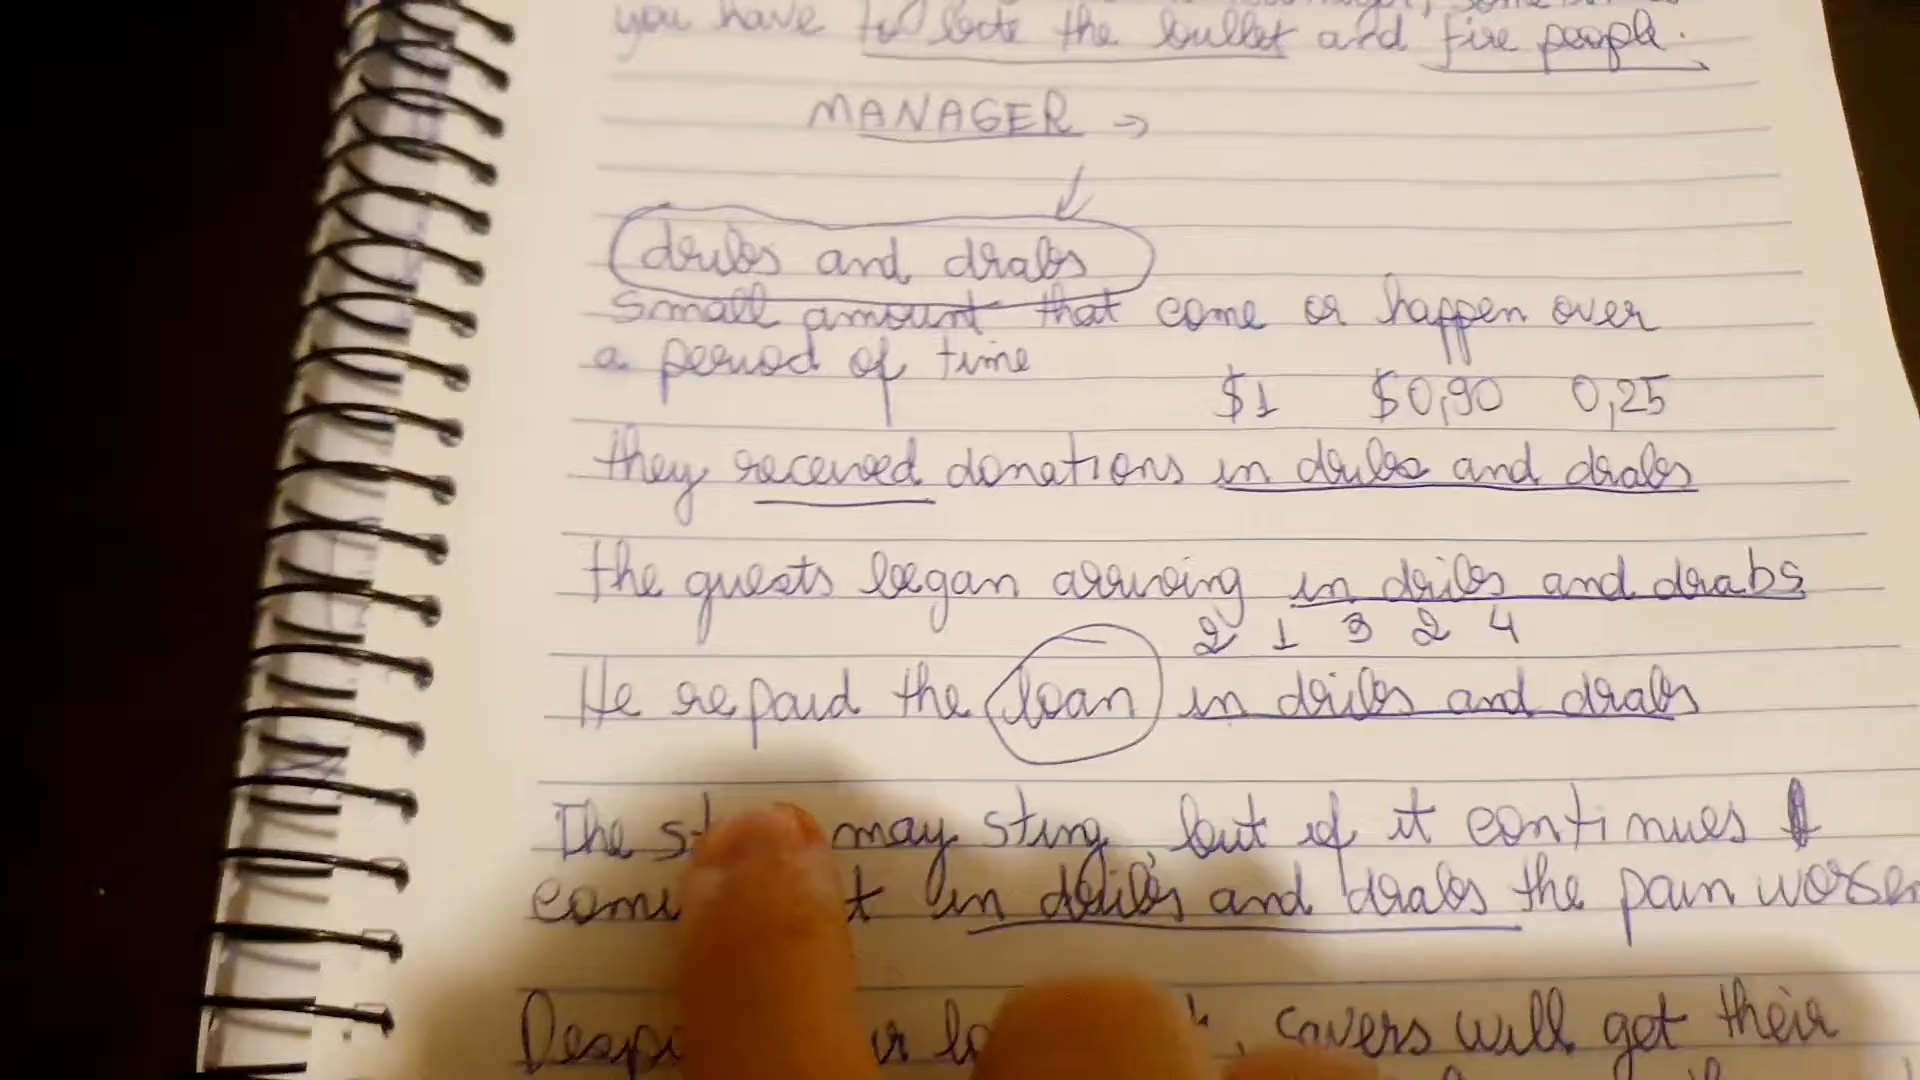 you have to bite the bullet and fire people.
MANAGER →
dribs and drabs
small amount that come or happen over
a period of time
$1 $0,90 0,25
they received donations in dribs and drabs
the guests began arriving in dribs and drabs
2 1 3 2 4
He repaid the loan in dribs and drabs
The may sting, but if it continues
in dribs and drabs the pain worsen
covers will get their